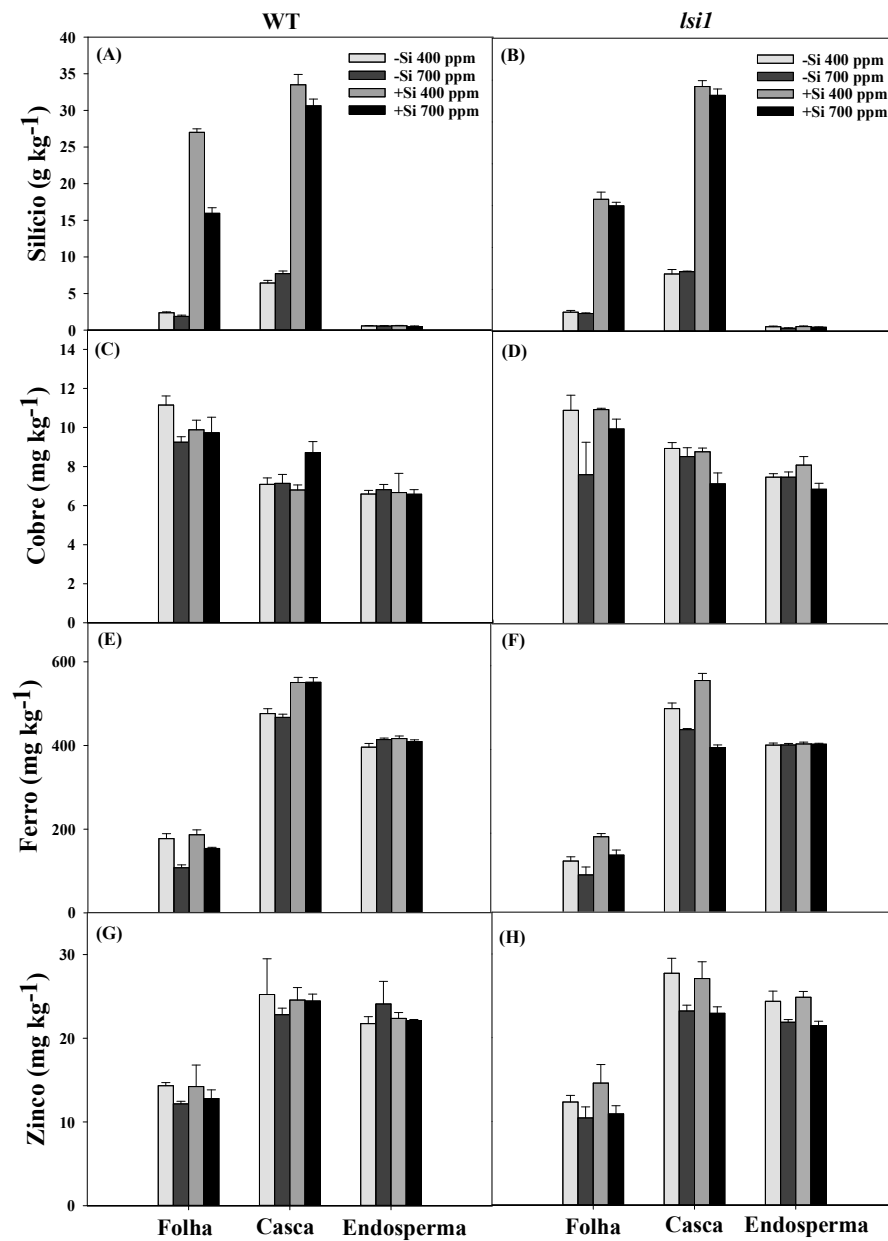 WT
lsi1
(A)
-Si 400 ppm
-Si 700 ppm
+Si 400 ppm
+Si 700 ppm
(B)
-Si 400 ppm
-Si 700 ppm
+Si 400 ppm
+Si 700 ppm
Silício (g kg-1)
40
35
30
25
20
15
10
5
0
(C)
(D)
Cobre (mg kg-1)
14
12
10
8
6
4
2
0
(E)
(F)
Ferro (mg kg-1)
600
400
200
0
(G)
(H)
Zinco (mg kg-1)
30
20
10
0
Folha Casca Endosperma
Folha Casca Endosperma